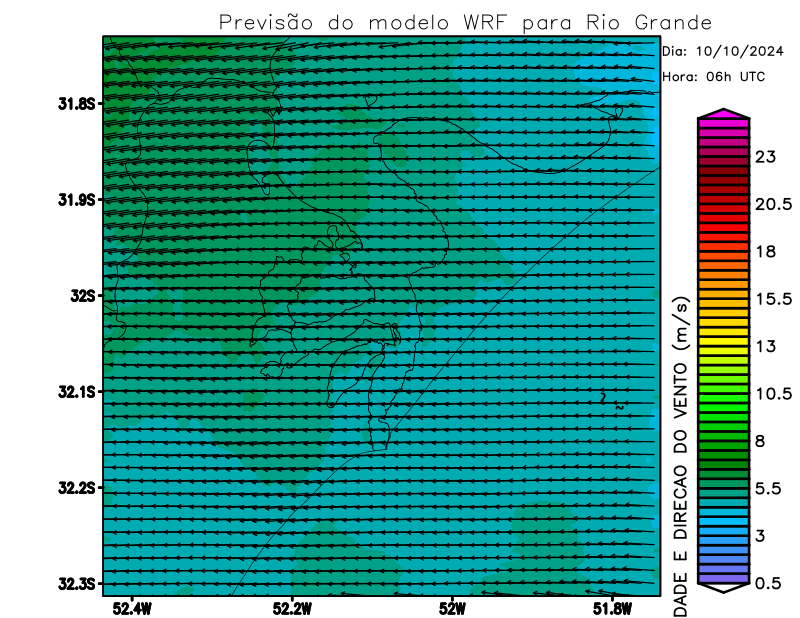 Previsão do modelo WRF para Rio Grande
Dia: 10/10/2024
Hora: 06h UTC
31.8S
31.9S
32S
32.1S
32.2S
32.3S
52.4W
52.2W
52W
51.8W
DADE E DIRECAO DO VENTO (m/s)
23
20.5
18
15.5
13
10.5
8
5.5
3
0.5